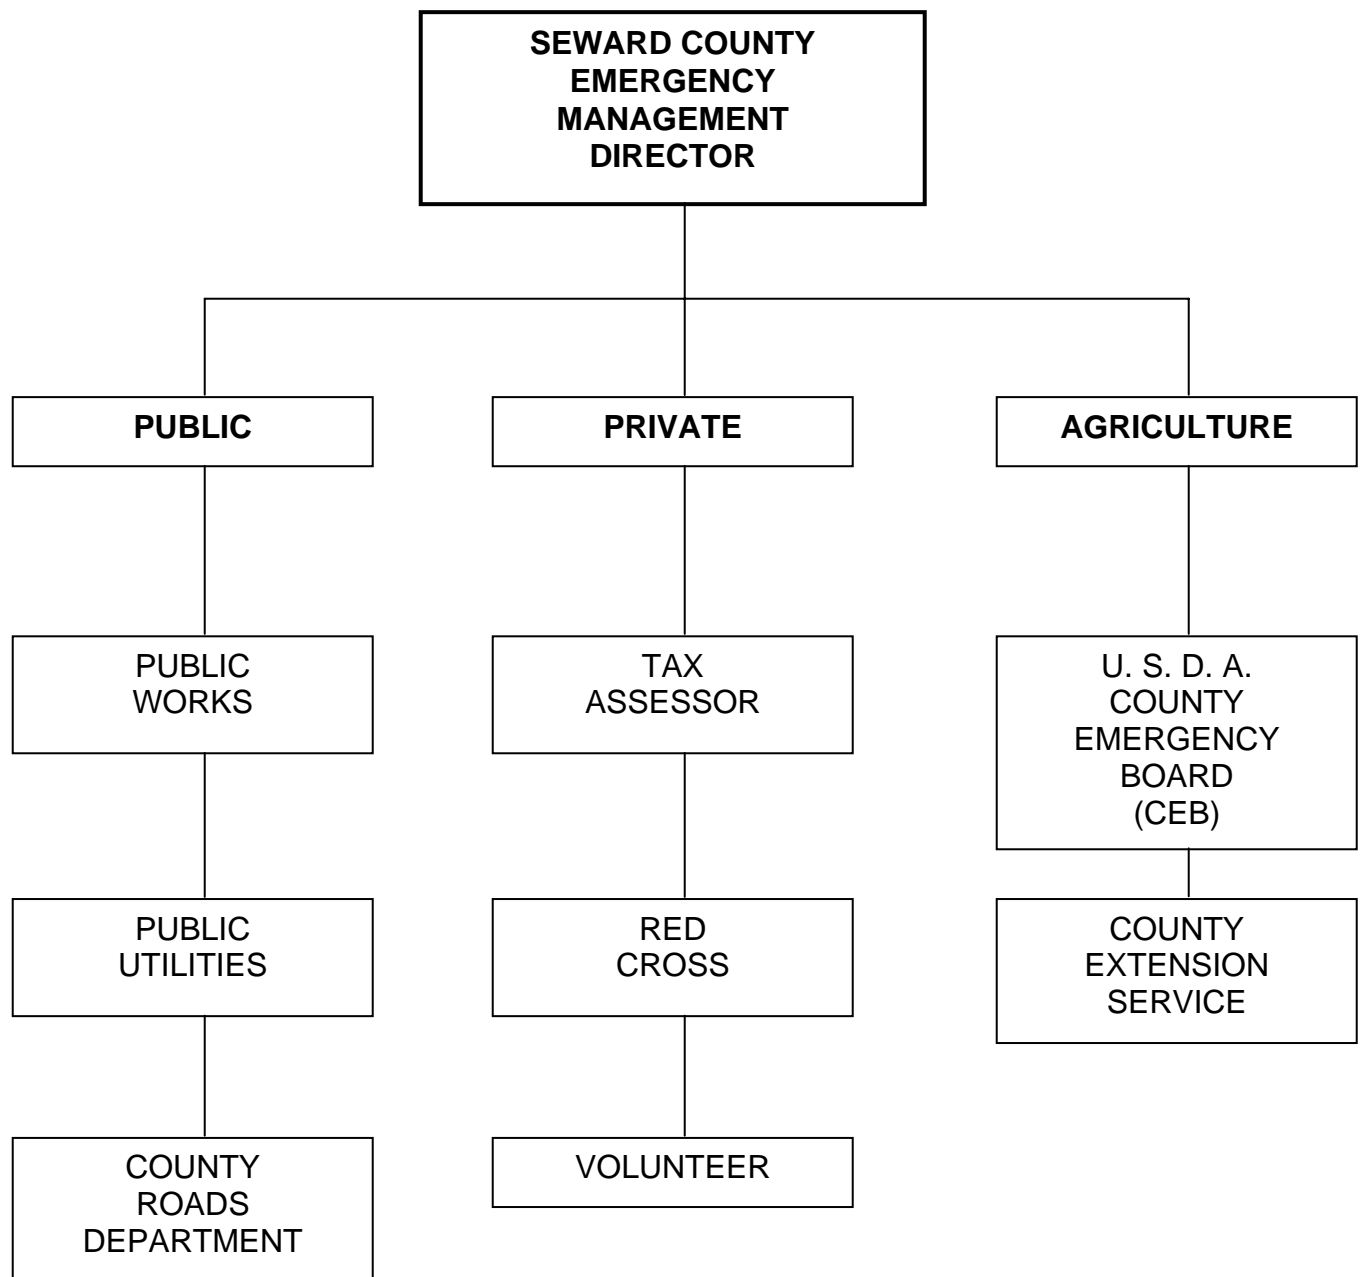 SEWARD COUNTY
EMERGENCY
MANAGEMENT
DIRECTOR
PUBLIC
PRIVATE
AGRICULTURE
PUBLIC
WORKS
TAX
ASSESSOR
U. S. D. A.
COUNTY
EMERGENCY
BOARD
(CEB)
PUBLIC
UTILITIES
RED
CROSS
COUNTY
EXTENSION
SERVICE
COUNTY
ROADS
DEPARTMENT
VOLUNTEER